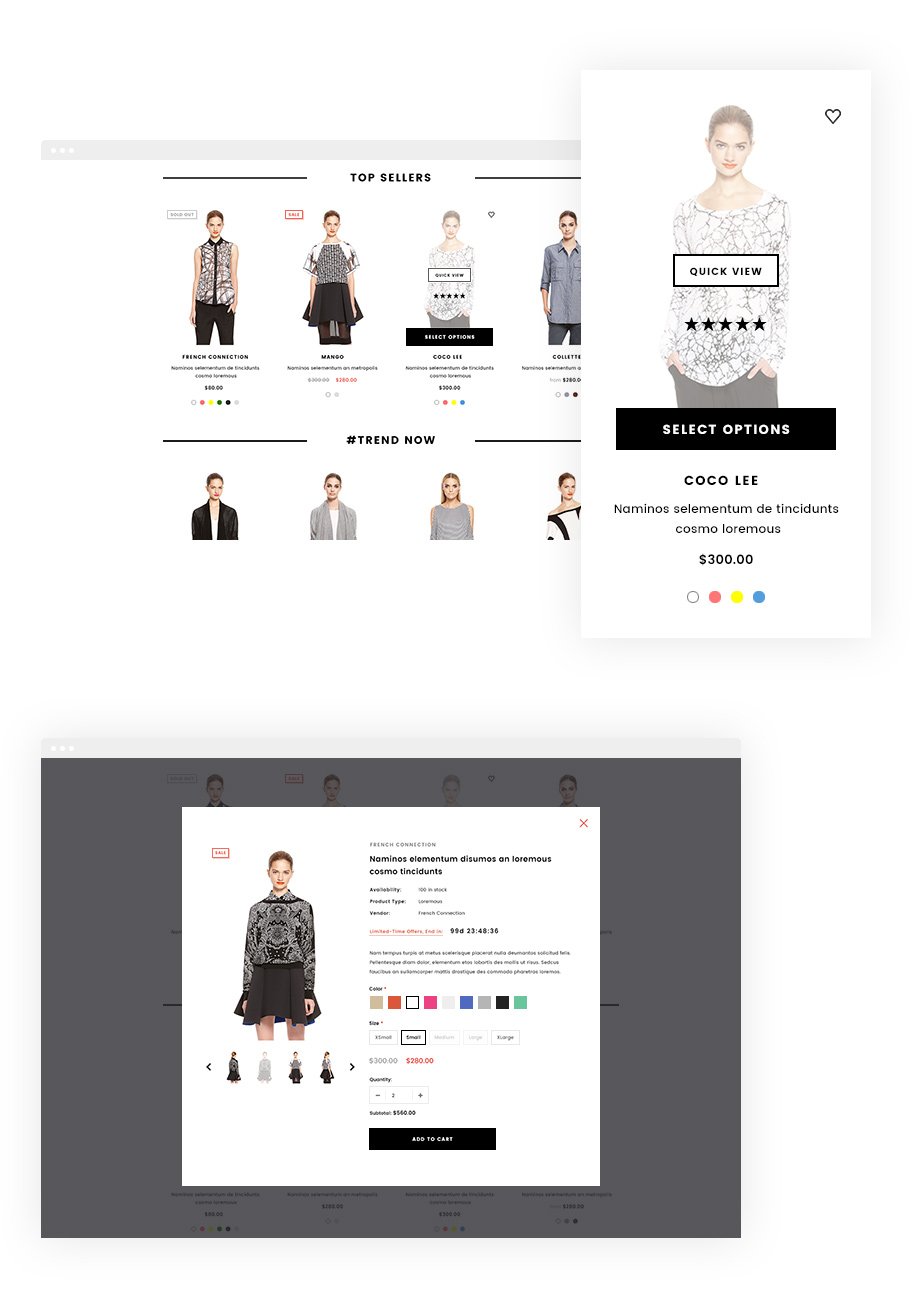 TOP SELLERS
SOLD OUT
SALE
QUICK VIEW
SELECT OPTIONS
FRENCH CONNECTION
Naminos selementum de tincidunts
cosmo loremous
$80.00
MANGO
Naminos selementum an metropolis
$300.00 $280.00
COCO LEE
Naminos selementum de tincidunts
cosmo loremous
$300.00
COLLETTE
Naminos selementum a
from $280.0
#TREND NOW
QUICK VIEW
SELECT OPTIONS
COCO LEE
Naminos selementum de tincidunts
cosmo loremous
$300.00
SOLD OUT
SALE
SALE
FRENCH CONNECTION
Naminos elementum disumos an loremous
cosmo tincidunts
Availability: 100 in stock
Product Type: Loremous
Vendor: French Connection
Limited-Time Offers, End In: 99d 23:48:36
Nam tempus turpis at metus scelerisque placerat nulla deumantos solicitud felis.
Pellentesque diam dolor, elementum etos lobortis des mollis ut risus. Sedcus
faucibus an sullamcorper mattis drostique des commodo pharetras loremos.
Color *
Size *
XSmall Small Medium Large XLarge
$300.00 $280.00
Quantity:
− 2 +
Subtotal: $560.00
ADD TO CART
Naminos selementum de tincidunts
cosmo loremous
$80.00
Naminos selementum an metropolis
$280.00
Naminos selementum de tincidunts
cosmo loremous
$300.00
Naminos selementum an metropolis
from $280.00